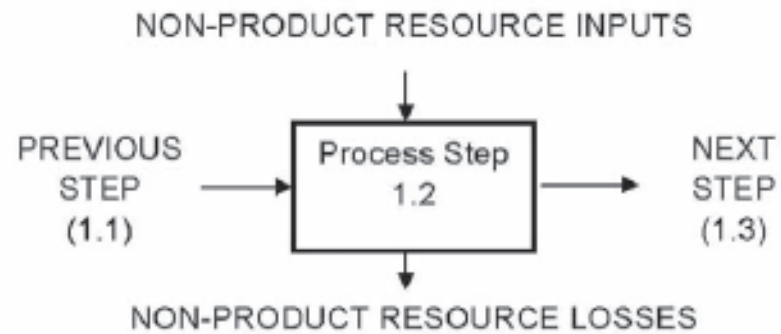 NON-PRODUCT RESOURCE INPUTS
PREVIOUS
STEP
(1.1)
Process Step
1.2
NEXT
STEP
(1.3)
NON-PRODUCT RESOURCE LOSSES